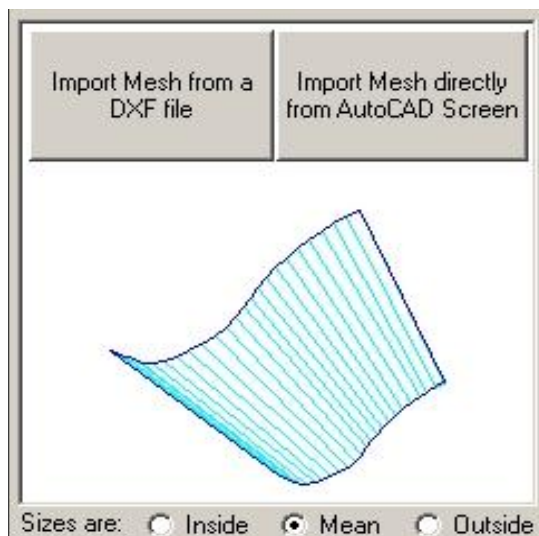 Import Mesh from a
DXF file
Import Mesh directly
from AutoCAD Screen
Sizes are: Inside Mean Outside